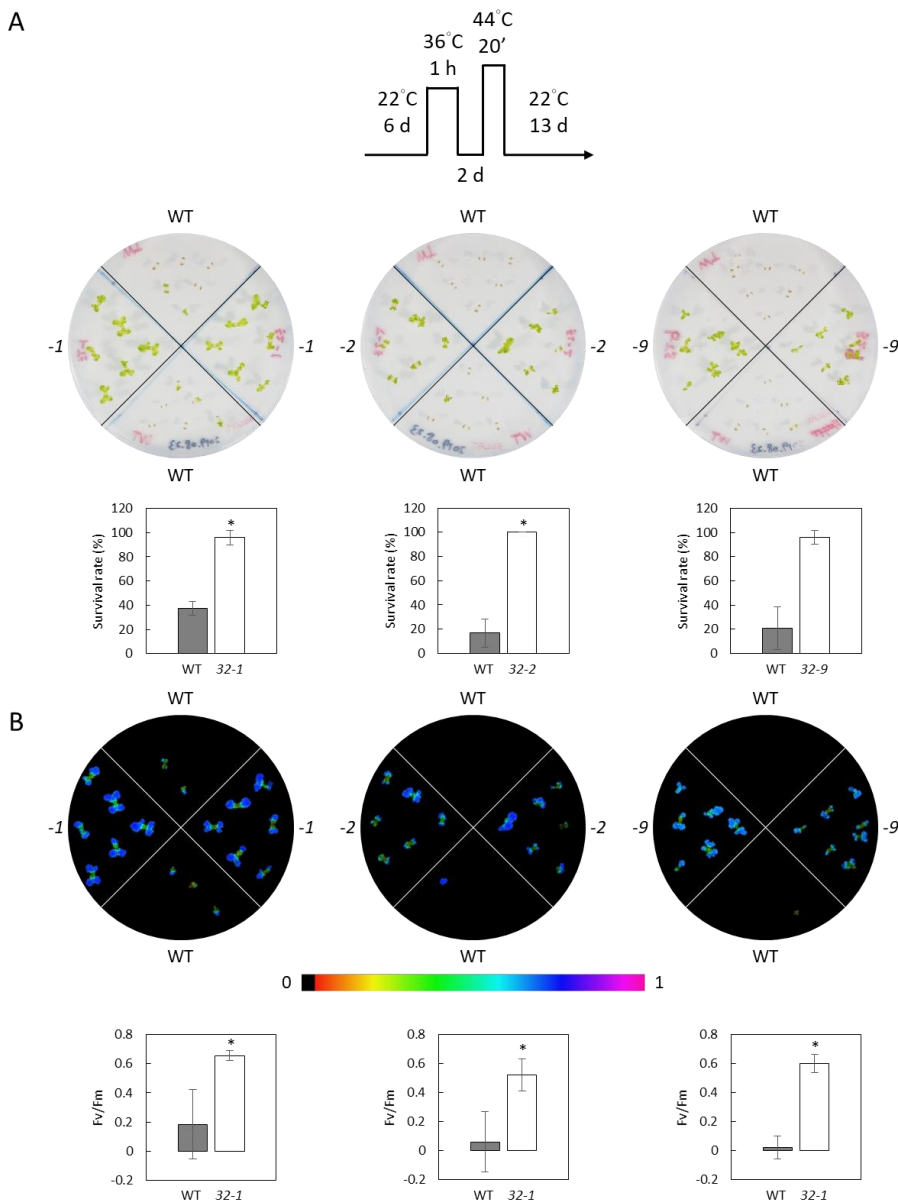 A
44°C
20’
36°C
1 h
22°C
6 d
22°C
13 d
2 d
WT WT WT
-1 -1 -2 -2 -9 -9
WT WT WT
120
100
80
60
40
20
0
Survival rate (%)
*
WT 32-1
120
100
80
60
40
20
0
Survival rate (%)
*
WT 32-2
120
100
80
60
40
20
0
Survival rate (%)
WT 32-9
B
WT WT WT
-1 -1 -2 -2 -9 -9
WT WT WT
0 1
0.8
0.6
0.4
0.2
0
-0.2
Fv/Fm
*
WT 32-1
0.8
0.6
0.4
0.2
0
-0.2
Fv/Fm
*
WT 32-1
0.8
0.6
0.4
0.2
0
-0.2
Fv/Fm
*
WT 32-1